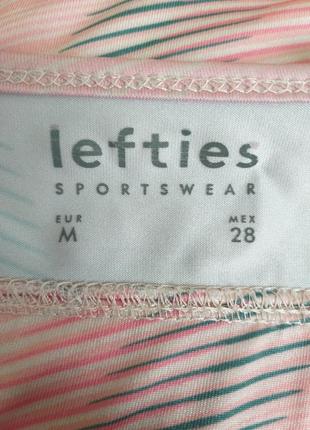 lefties
SPORTSWEAR
EUR MEX
M 28